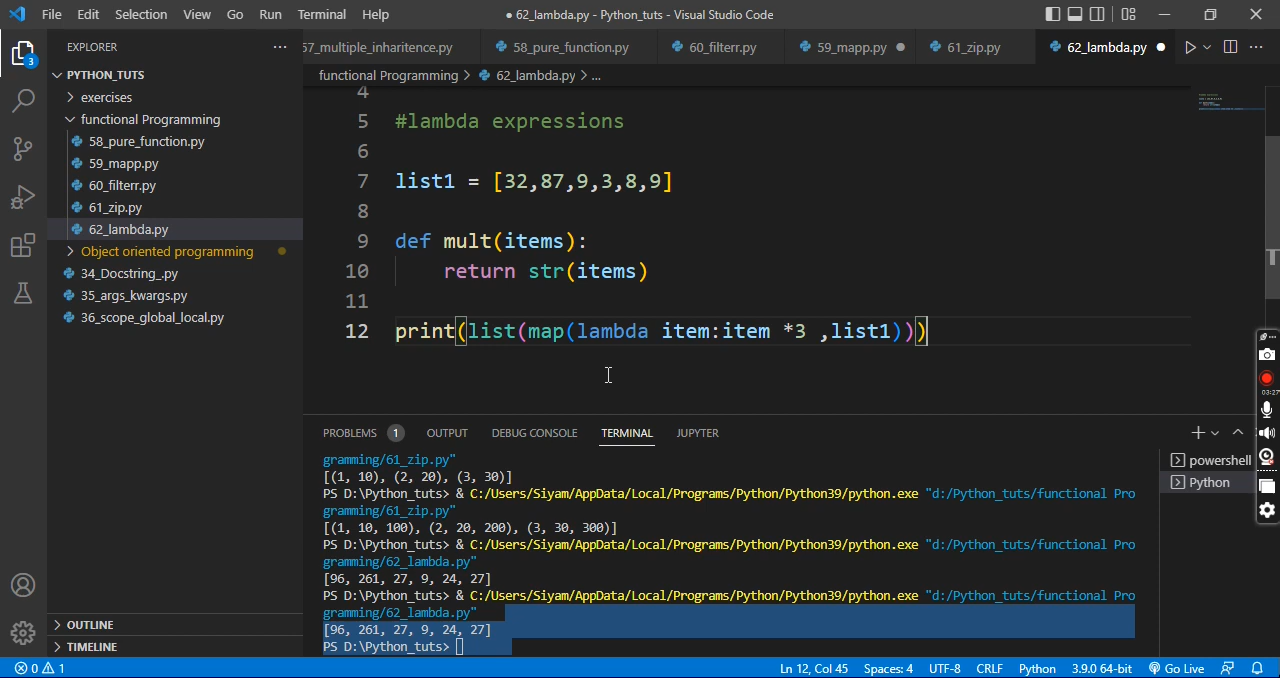 File Edit Selection View Go Run Terminal Help
● 62_lambda.py - Python_tuts - Visual Studio Code
3
EXPLORER
PYTHON_TUTS
exercises
functional Programming
58_pure_function.py
59_mapp.py
60_filterr.py
61_zip.py
62_lambda.py
Object oriented programming
34_Docstring_.py
35_args_kwargs.py
36_scope_global_local.py
OUTLINE
TIMELINE
57_multiple_inharitence.py 58_pure_function.py 60_filterr.py 59_mapp.py 61_zip.py 62_lambda.py
functional Programming > 62_lambda.py > ...
4
5 #lambda expressions
6
7 list1 = [32,87,9,3,8,9]
8
9 def mult(items):
10 return str(items)
11
12 print(list(map(lambda item:item *3 ,list1)))
03:27
PROBLEMS 1 OUTPUT DEBUG CONSOLE TERMINAL JUPYTER
gramming/61_zip.py"
[(1, 10), (2, 20), (3, 30)]
PS D:\Python_tuts> & C:/Users/Siyam/AppData/Local/Programs/Python/Python39/python.exe "d:/Python_tuts/functional Pro
gramming/61_zip.py"
[(1, 10, 100), (2, 20, 200), (3, 30, 300)]
PS D:\Python_tuts> & C:/Users/Siyam/AppData/Local/Programs/Python/Python39/python.exe "d:/Python_tuts/functional Pro
gramming/62_lambda.py"
[96, 261, 27, 9, 24, 27]
PS D:\Python_tuts> & C:/Users/Siyam/AppData/Local/Programs/Python/Python39/python.exe "d:/Python_tuts/functional Pro
gramming/62_lambda.py"
[96, 261, 27, 9, 24, 27]
PS D:\Python_tuts>
powershell
Python
0 1
Ln 12, Col 45 Spaces: 4 UTF-8 CRLF Python 3.9.0 64-bit Go Live